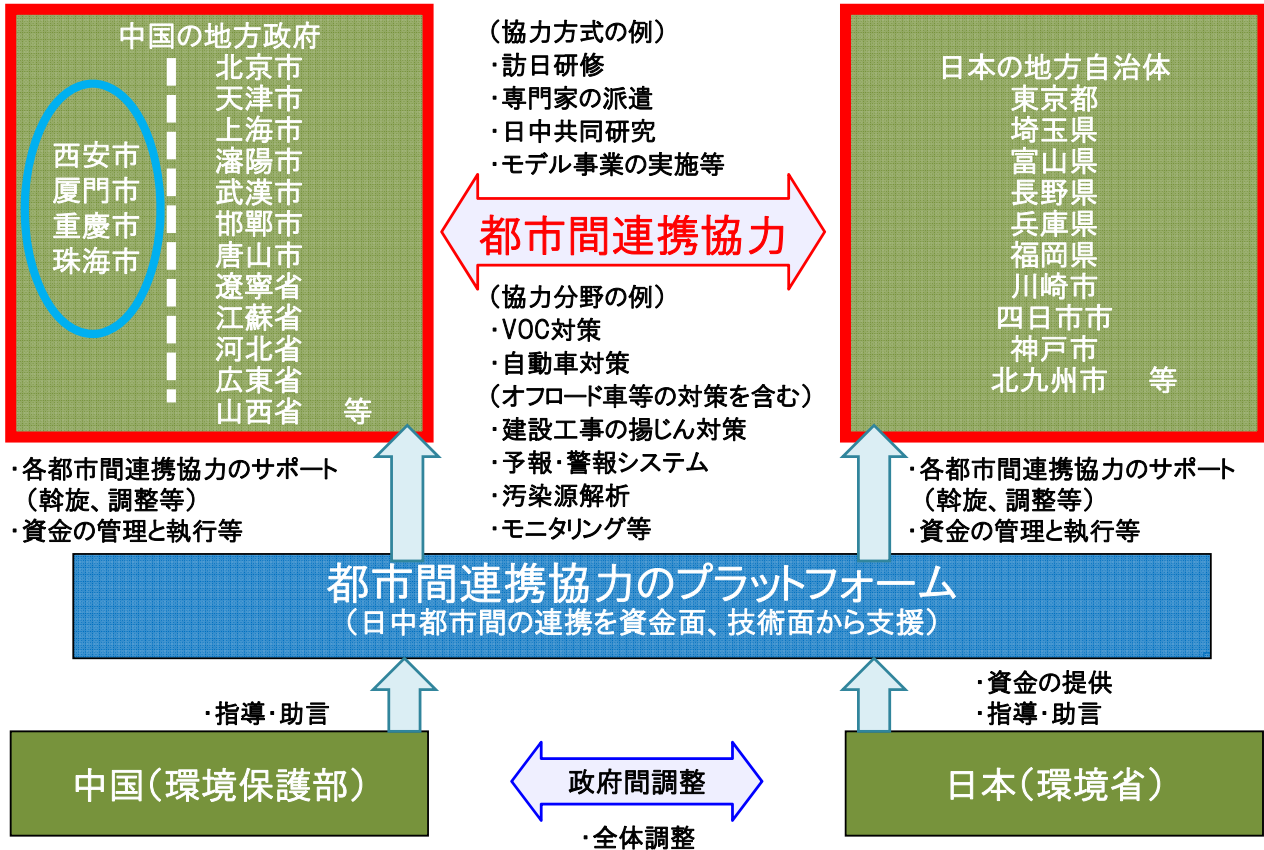 中国の地方政府
北京市
天津市
上海市
瀋陽市
武漢市
邯鄲市
唐山市
遼寧省
江蘇省
河北省
広東省
山西省 等
西安市
厦門市
重慶市
珠海市
(協力方式の例)
・訪日研修
・専門家の派遣
・日中共同研究
・モデル事業の実施等
都市間連携協力
(協力分野の例)
・VOC対策
・自動車対策
(オフロード車等の対策を含む)
・建設工事の揚じん対策
・予報・警報システム
・汚染源解析
・モニタリング等
日本の地方自治体
東京都
埼玉県
富山県
長野県
兵庫県
福岡県
川崎市
四日市市
神戸市
北九州市 等
・各都市間連携協力のサポート
(斡旋、調整等)
・資金の管理と執行等
・各都市間連携協力のサポート
(斡旋、調整等)
・資金の管理と執行等
都市間連携協力のプラットフォーム
(日中都市間の連携を資金面、技術面から支援)
・指導・助言
・資金の提供
・指導・助言
中国(環境保護部)
政府間調整
・全体調整
日本(環境省)